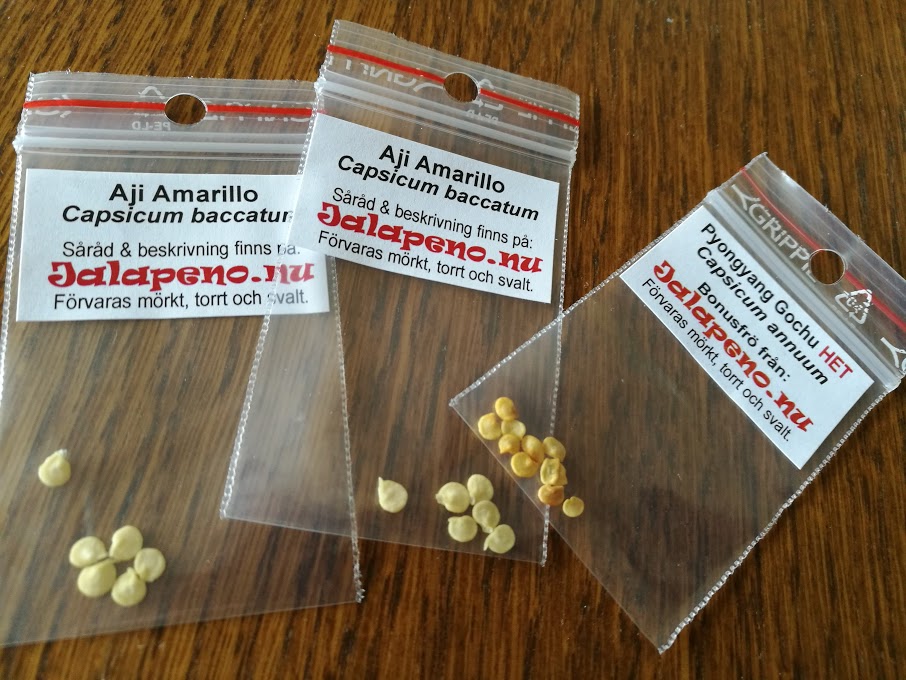 Aji Amarillo
Capsicum baccatum
Såråd & beskrivning finns på:
Jalapeno.nu
Förvaras mörkt, torrt och svalt.
Aji Amarillo
Capsicum baccatum
Såråd & beskrivning finns på:
Jalapeno.nu
Förvaras mörkt, torrt och svalt.
GRIPPI
Pyongyang Gochu HET
Capsicum annuum
Bonusfrö från:
Jalapeno.nu
Förvaras mörkt, torrt och svalt.